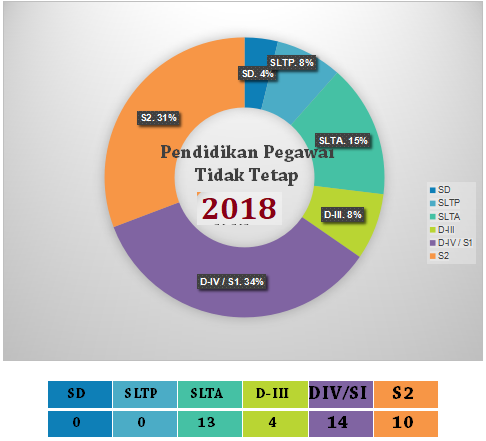 SLTP. 8%
SD. 4%
S2. 31%
SLTA. 15%
Pendidikan Pegawai
Tidak Tetap
2018
D-III. 8%
D-IV / S1. 34%
SD
SLTP
SLTA
D-III
D-IV / S1
S2
SD SLTP SLTA D-III DIV/SI S2
0 0 13 4 14 10